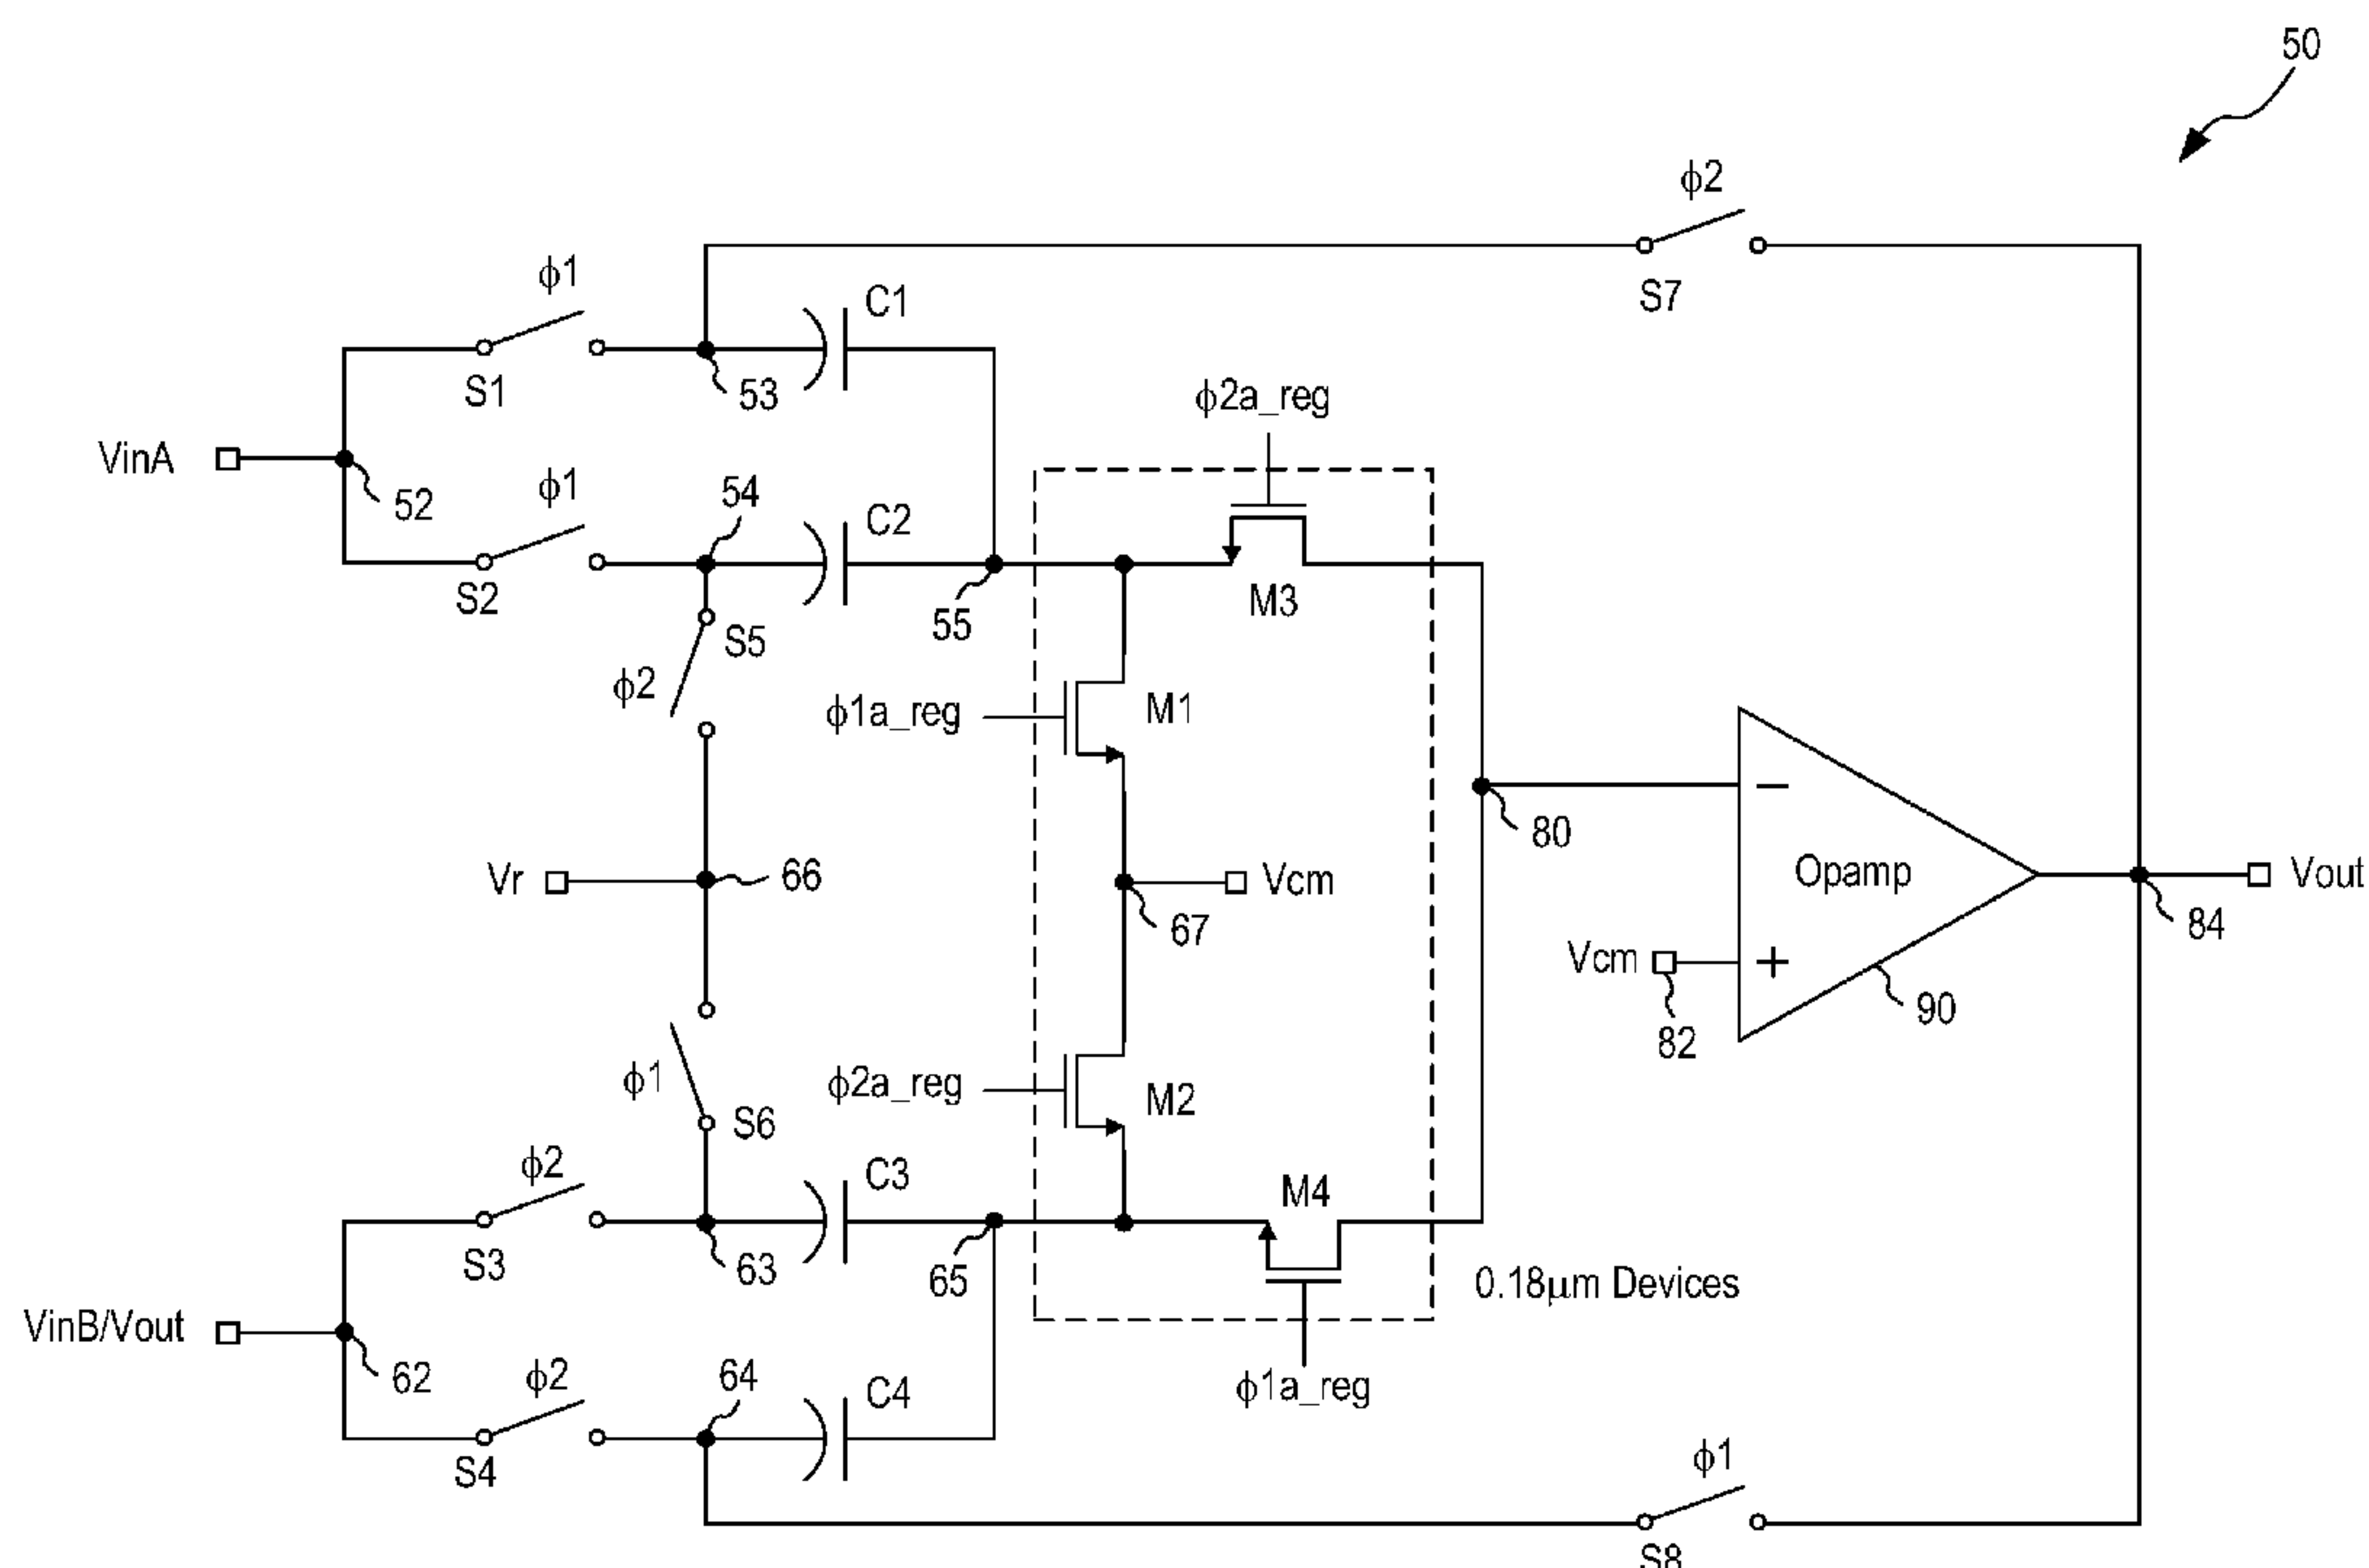 50
ϕ2
S7
ϕ1
C1
S1
53
ϕ2a_reg
VinA
52
ϕ1
54
C2
S2
55
M3
S5
ϕ2
ϕ1a_reg
M1
80
Vr
66
Vcm
67
Opamp
−
+
Vcm
82
90
84
Vout
ϕ1
S6
ϕ2a_reg
M2
ϕ2
S3
63
C3
65
M4
0.18μm Devices
VinB/Vout
62
ϕ2
64
C4
S4
ϕ1a_reg
ϕ1
S8